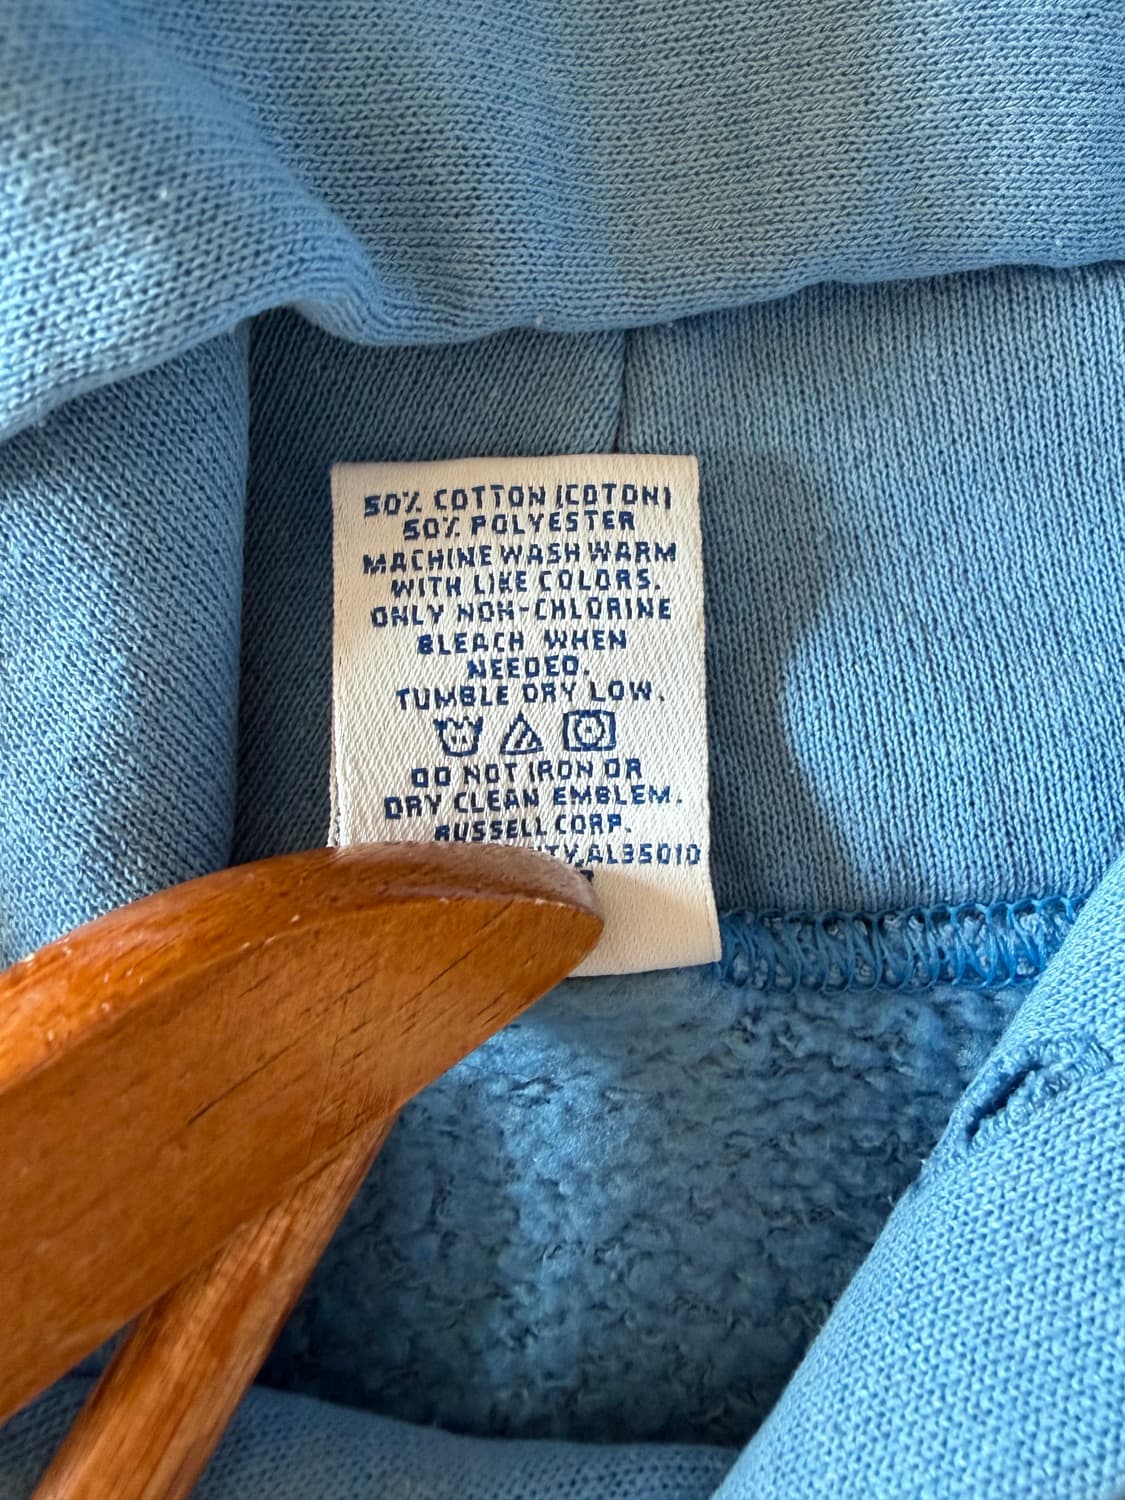 50% COTTON (COTON)
50% POLYESTER
MACHINE WASH WARM
WITH LIKE COLORS.
ONLY NON-CHLORINE
BLEACH WHEN
NEEDED.
TUMBLE DRY LOW.
DO NOT IRON OR
DRY CLEAN EMBLEM.
RUSSELL CORP.
AL35010